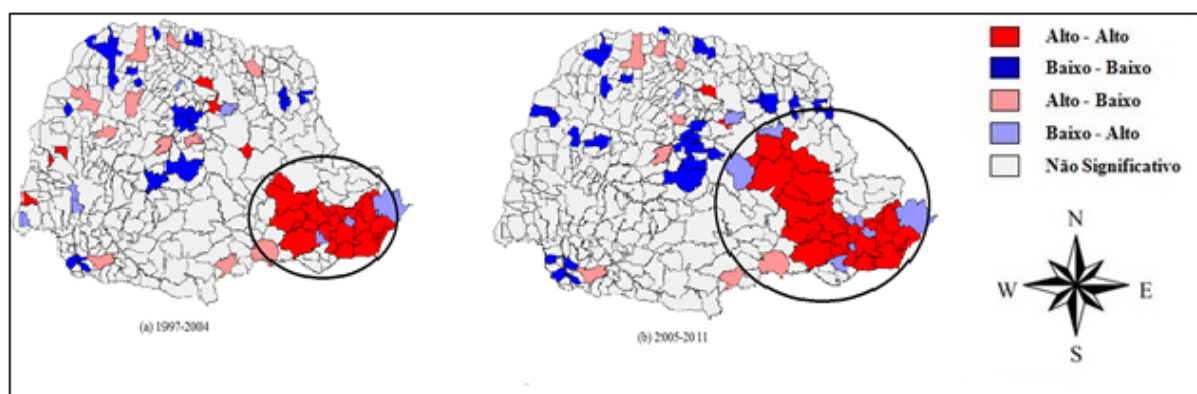 Alto - Alto
Baixo - Baixo
Alto - Baixo
Baixo - Alto
Não Significativo
N
W E
S
(a) 1997-2004
(b) 2005-2011